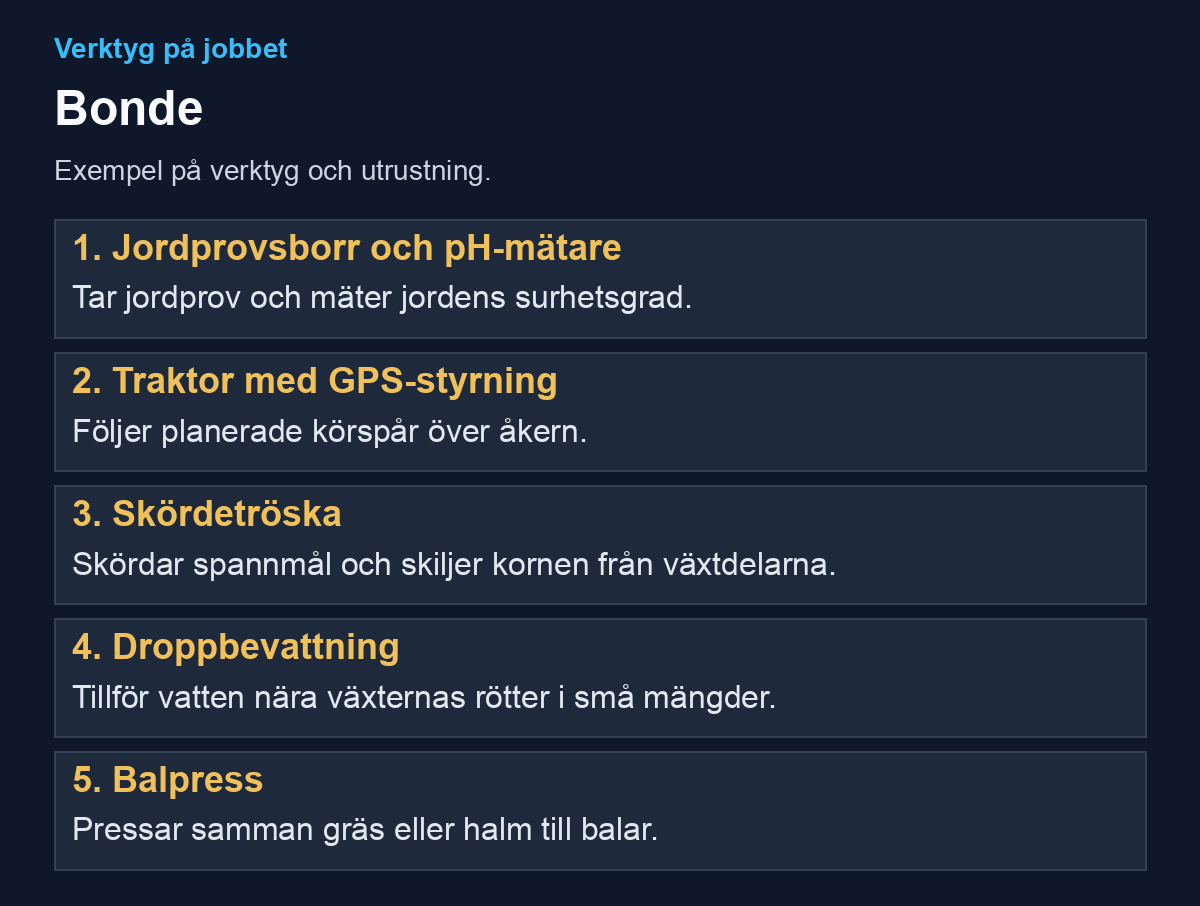 Verktyg på jobbet
Bonde
Exempel på verktyg och utrustning.
1. Jordprovsborr och pH-mätare
Tar jordprov och mäter jordens surhetsgrad.
2. Traktor med GPS-styrning
Följer planerade körspår över åkern.
3. Skördetröska
Skördar spannmål och skiljer kornen från växtdelarna.
4. Droppbevattning
Tillför vatten nära växternas rötter i små mängder.
5. Balpress
Pressar samman gräs eller halm till balar.